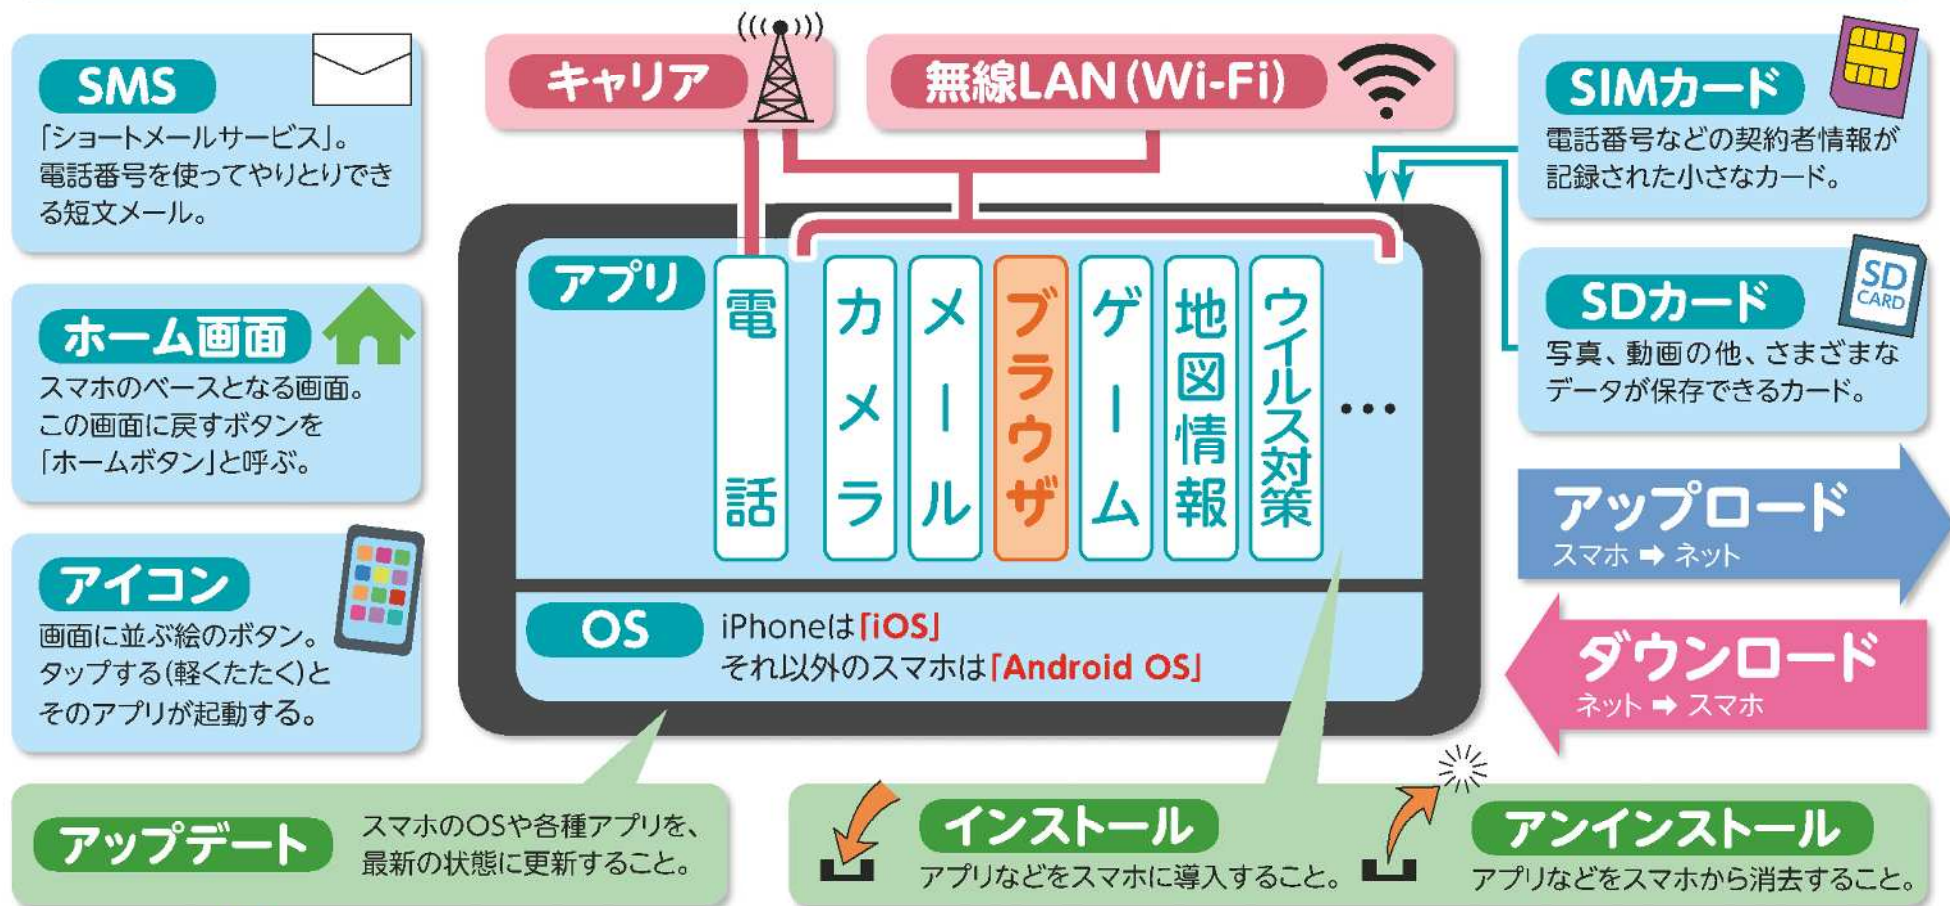 SMS
「ショートメールサービス」。
電話番号を使ってやりとりでき
る短文メール。
ホーム画面
スマホのベースとなる画面。
この画面に戻すボタンを
「ホームボタン」と呼ぶ。
アイコン
画面に並ぶ絵のボタン。
タップする(軽くたたく)と
そのアプリが起動する。
キャリア
無線LAN(Wi-Fi)
アプリ
電話
カメラ
メール
ブラウザ
ゲーム
地図情報
ウイルス対策
…
OS
iPhoneは「iOS」
それ以外のスマホは「Android OS」
SIMカード
電話番号などの契約者情報が
記録された小さなカード。
SD
CARD
SDカード
写真、動画の他、さまざまな
データが保存できるカード。
アップロード
スマホ➡ネット
ダウンロード
ネット➡スマホ
アップデート
スマホのOSや各種アプリを、
最新の状態に更新すること。
インストール
アプリなどをスマホに導入すること。
アンインストール
アプリなどをスマホから消去すること。